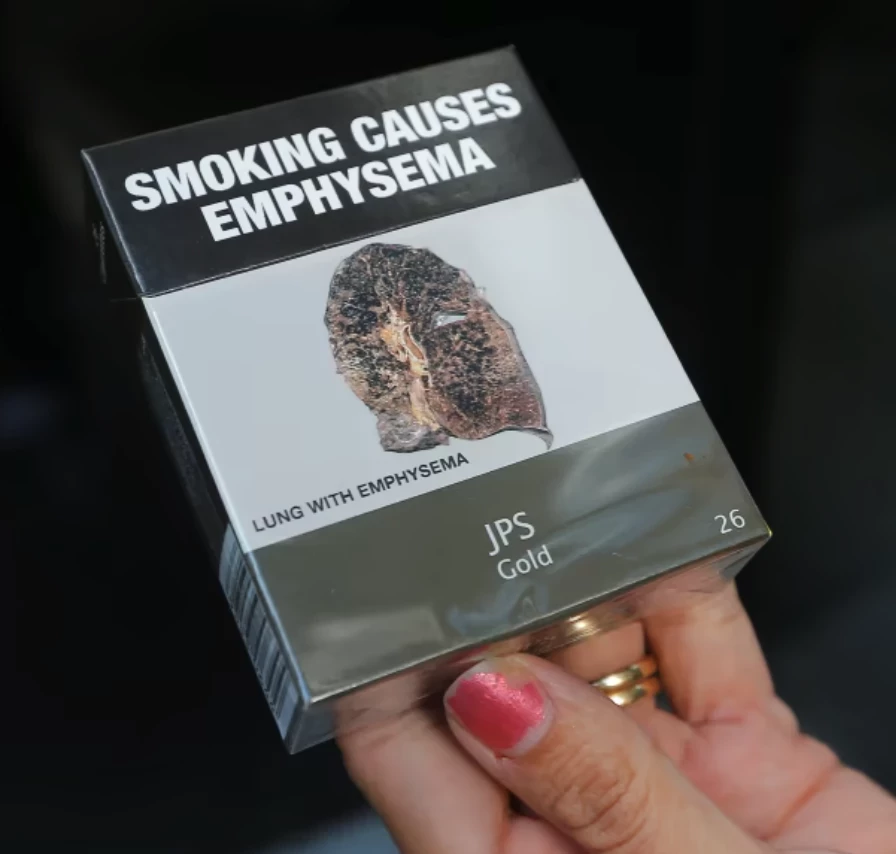 SMOKING CAUSES
EMPHYSEMA
LUNG WITH EMPHYSEMA
JPS
Gold
26